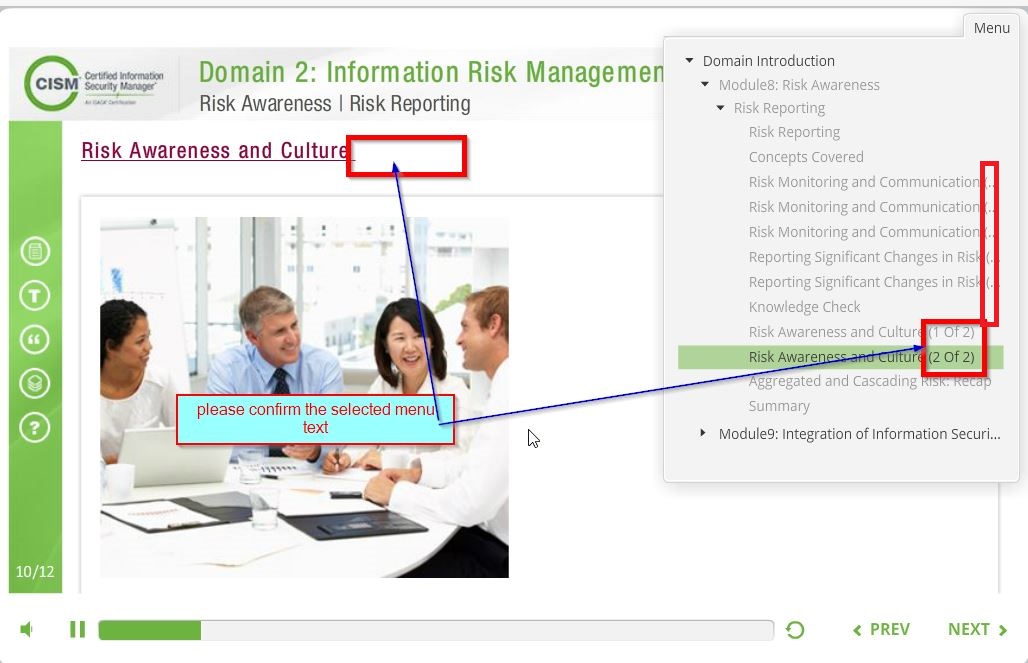 Menu
CISM
Certified Information
Security Manager
An ISACA Certification
Domain 2: Information Risk Managemen
Risk Awareness | Risk Reporting
Risk Awareness and Culture
Domain Introduction
Module8: Risk Awareness
Risk Reporting
Risk Reporting
Concepts Covered
Risk Monitoring and Communication (...
Risk Monitoring and Communication (...
Risk Monitoring and Communication (...
Reporting Significant Changes in Risk (...
Reporting Significant Changes in Risk (...
Knowledge Check
Risk Awareness and Culture (1 Of 2)
Risk Awareness and Culture (2 Of 2)
Aggregated and Cascading Risk: Recap
Summary
Module9: Integration of Information Securi...
please confirm the selected menu
text
T
?
10/12
PREV
NEXT